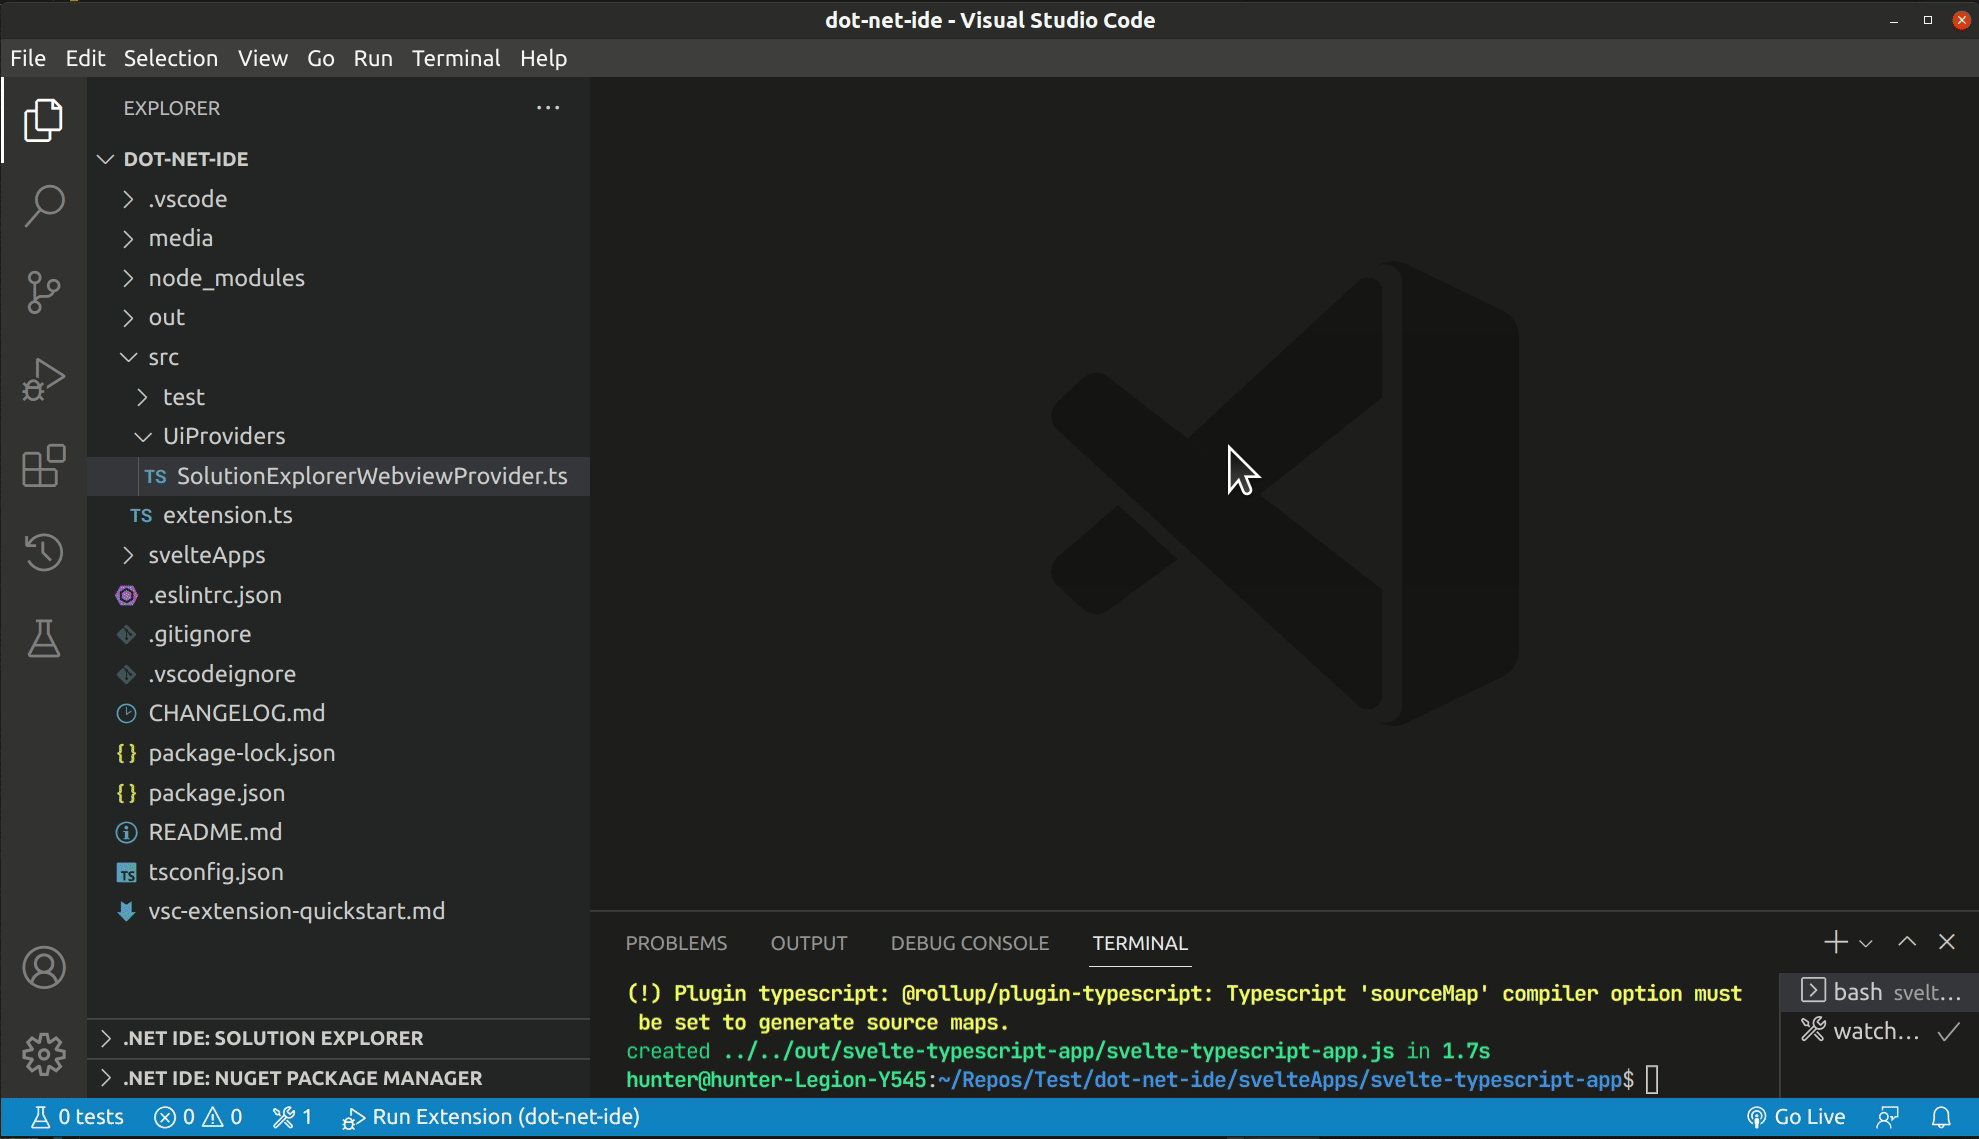 dot-net-ide - Visual Studio Code
File Edit Selection View Go Run Terminal Help
EXPLORER
DOT-NET-IDE
.vscode
media
node_modules
out
src
test
UiProviders
TS SolutionExplorerWebviewProvider.ts
TS extension.ts
svelteApps
.eslintrc.json
.gitignore
.vscodeignore
CHANGELOG.md
{} package-lock.json
{} package.json
README.md
TS tsconfig.json
vsc-extension-quickstart.md
.NET IDE: SOLUTION EXPLORER
.NET IDE: NUGET PACKAGE MANAGER
PROBLEMS OUTPUT DEBUG CONSOLE TERMINAL
(!) Plugin typescript: @rollup/plugin-typescript: Typescript 'sourceMap' compiler option must
be set to generate source maps.
created ../../out/svelte-typescript-app/svelte-typescript-app.js in 1.7s
hunter@hunter-Legion-Y545:~/Repos/Test/dot-net-ide/svelteApps/svelte-typescript-app$
bash svelt...
watch...
0 tests 0 0 1 Run Extension (dot-net-ide) Go Live